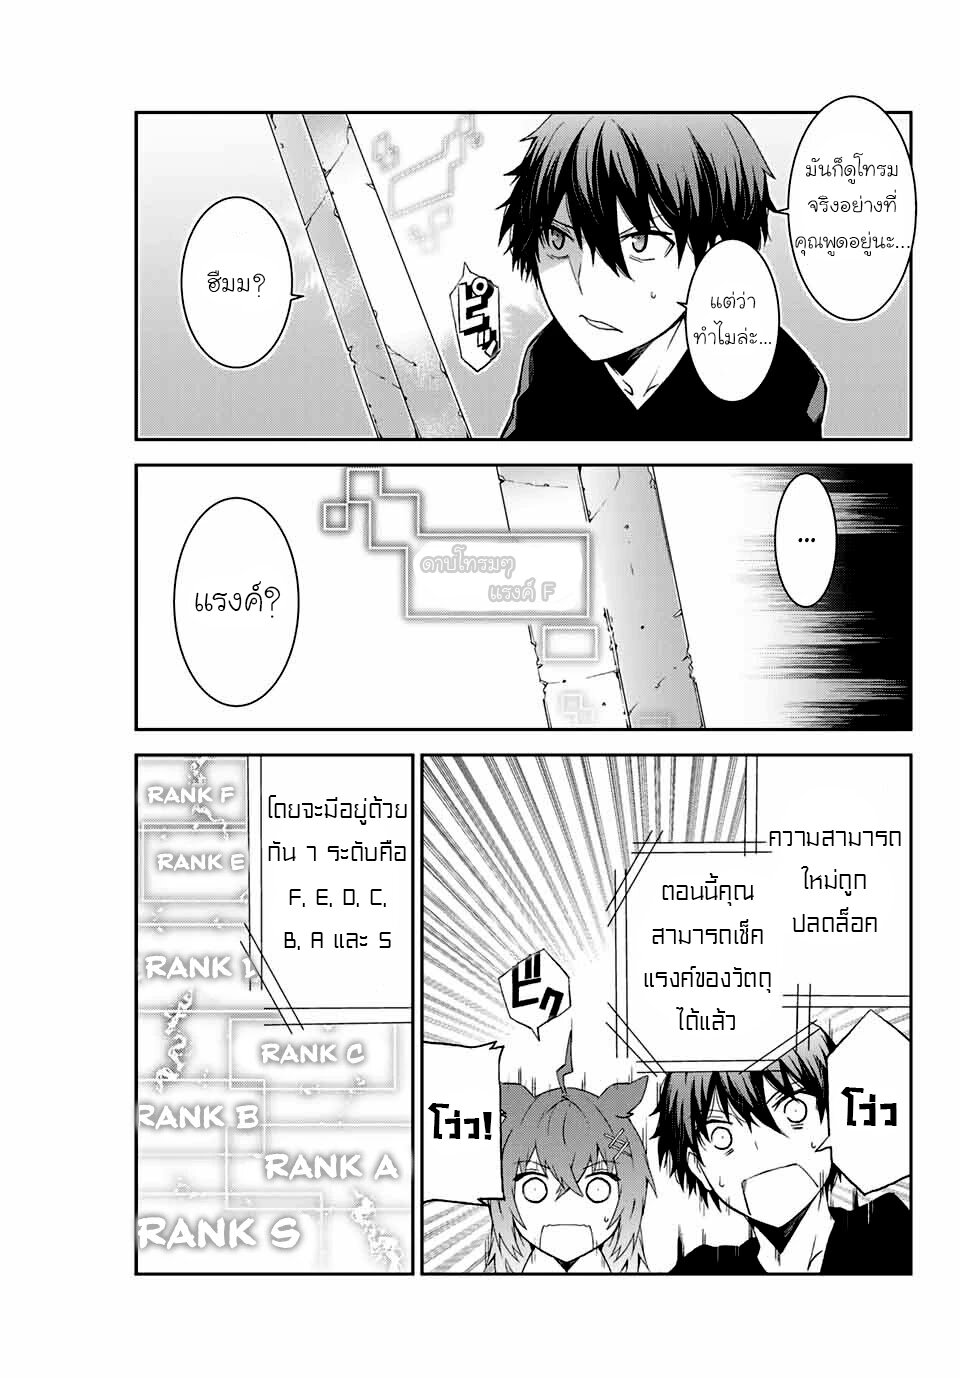 มันก็ดูโทรม
จริงอย่างที่
คุณพูดอยู่นะ...
แต่ว่า
ทำไมล่ะ...
ピッ
ฮืมม?
...
ดาบโทรมๆ
แรงค์ F
แรงค์?
ความสามารถ
ใหม่ถูก
ปลดล็อค
ตอนนี้คุณ
สามารถเช็ค
แรงค์ของวัตถุ
ได้แล้ว
ビク
โว่ว
โว่ว!
โดยจะมีอยู่ด้วย
กัน 7 ระดับคือ
F, E, D, C,
B, A และ S
RANK F
RANK E
RANK
RANK C
RANK B
RANK A
RANK S